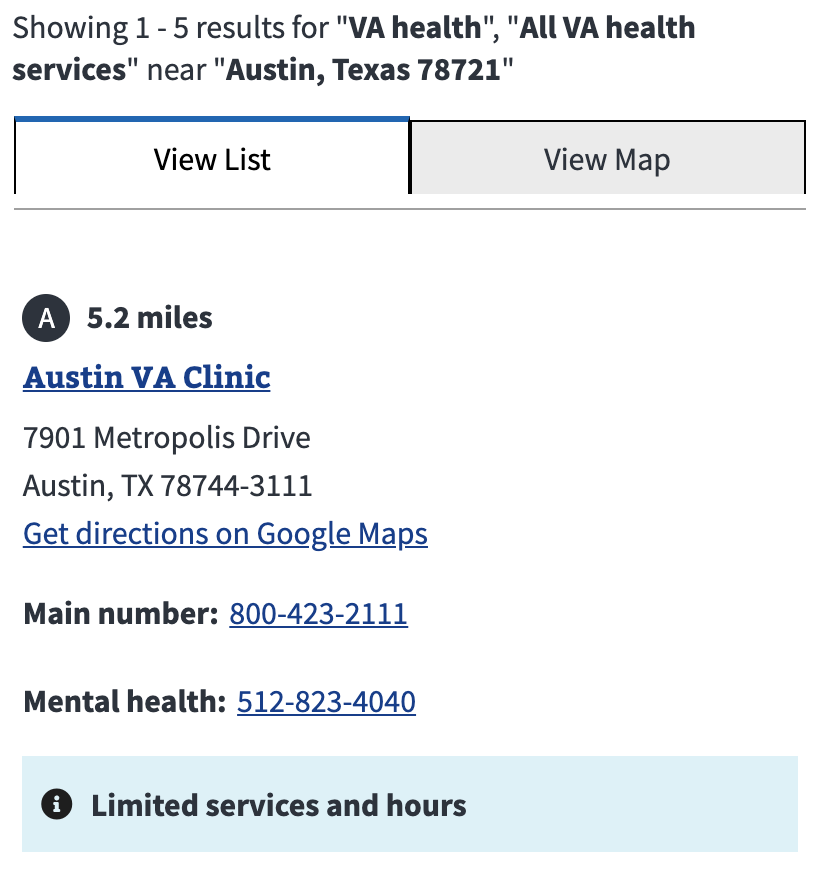 Showing 1 - 5 results for "VA health", "All VA health
services" near "Austin, Texas 78721"
View List
View Map
A 5.2 miles
Austin VA Clinic
7901 Metropolis Drive
Austin, TX 78744-3111
Get directions on Google Maps
Main number: 800-423-2111
Mental health: 512-823-4040
Limited services and hours